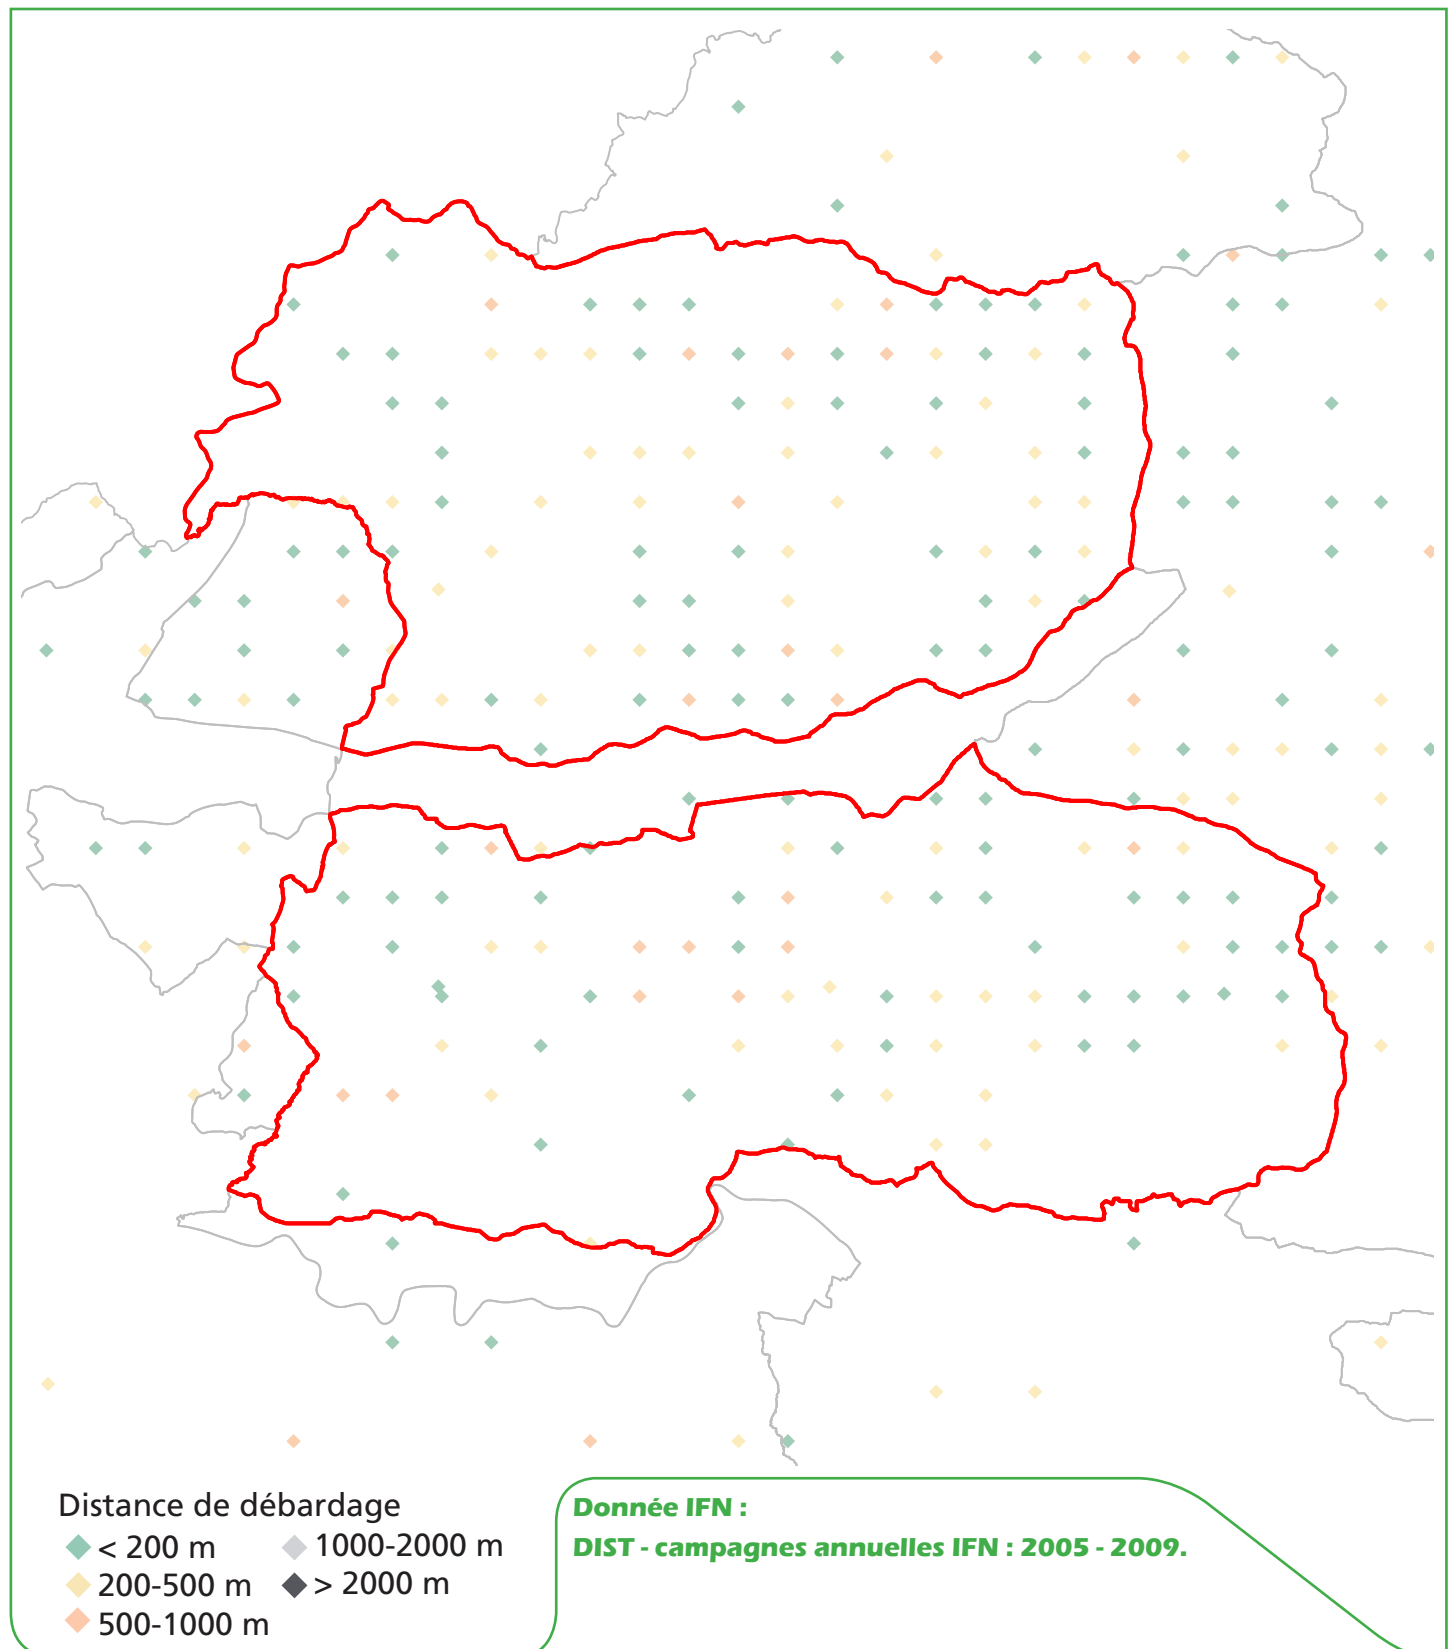 Distance de débardage
< 200 m
200-500 m
500-1000 m
1000-2000 m
> 2000 m
Donnée IFN :
DIST - campagnes annuelles IFN : 2005 - 2009.